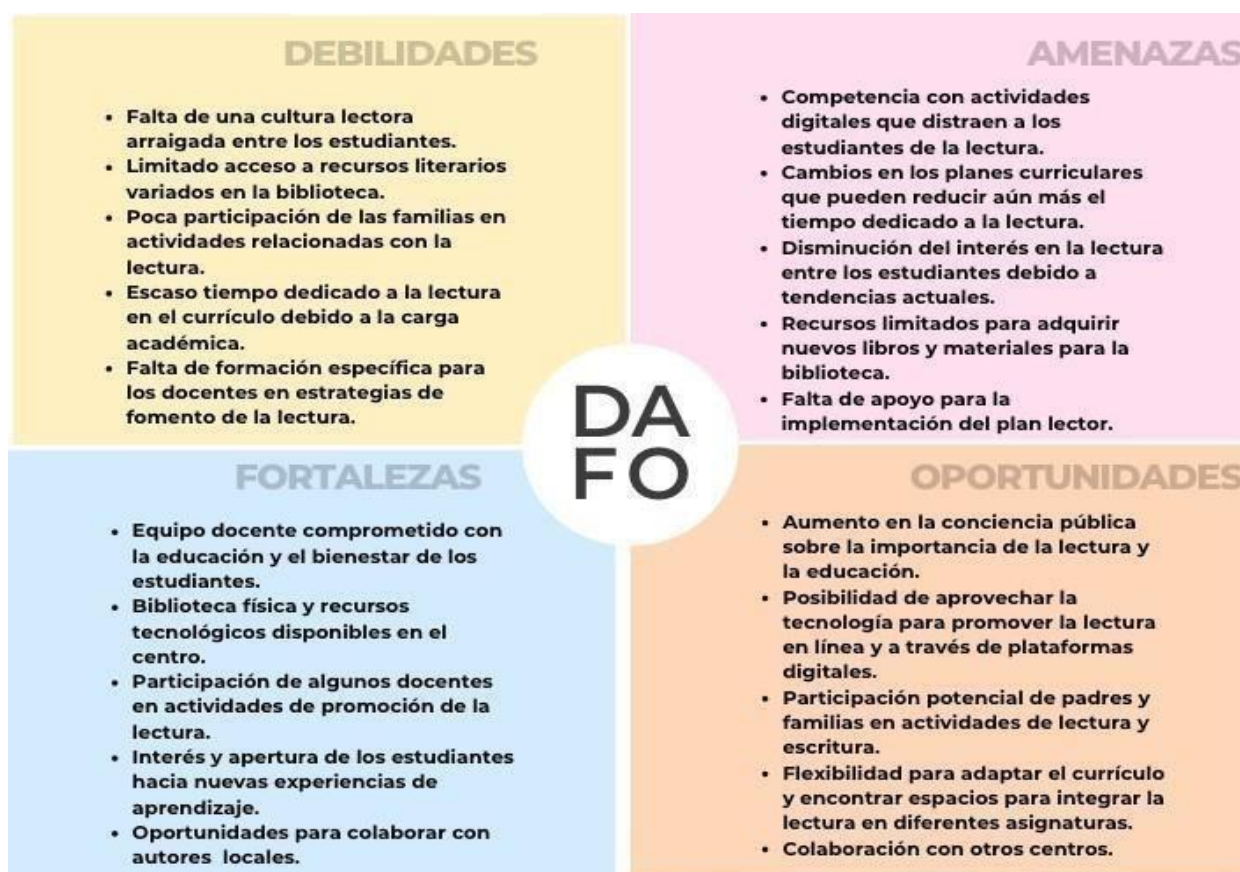 DEBILIDADES
• Falta de una cultura lectora
arraigada entre los estudiantes.
• Limitado acceso a recursos literarios
variados en la biblioteca.
• Poca participación de las familias en
actividades relacionadas con la
lectura.
• Escaso tiempo dedicado a la lectura
en el currículo debido a la carga
académica.
• Falta de formación específica para
los docentes en estrategias de
fomento de la lectura.
AMENAZAS
• Competencia con actividades
digitales que distraen a los
estudiantes de la lectura.
• Cambios en los planes curriculares
que pueden reducir aún más el
tiempo dedicado a la lectura.
• Disminución del interés en la lectura
entre los estudiantes debido a
tendencias actuales.
• Recursos limitados para adquirir
nuevos libros y materiales para la
biblioteca.
• Falta de apoyo para la
implementación del plan lector.
DA
FO
FORTALEZAS
• Equipo docente comprometido con
la educación y el bienestar de los
estudiantes.
• Biblioteca física y recursos
tecnológicos disponibles en el
centro.
• Participación de algunos docentes
en actividades de promoción de la
lectura.
• Interés y apertura de los estudiantes
hacia nuevas experiencias de
aprendizaje.
• Oportunidades para colaborar con
autores locales.
OPORTUNIDADES
• Aumento en la conciencia pública
sobre la importancia de la lectura y
la educación.
• Posibilidad de aprovechar la
tecnología para promover la lectura
en línea y a través de plataformas
digitales.
• Participación potencial de padres y
familias en actividades de lectura y
escritura.
• Flexibilidad para adaptar el currículo
y encontrar espacios para integrar la
lectura en diferentes asignaturas.
• Colaboración con otros centros.